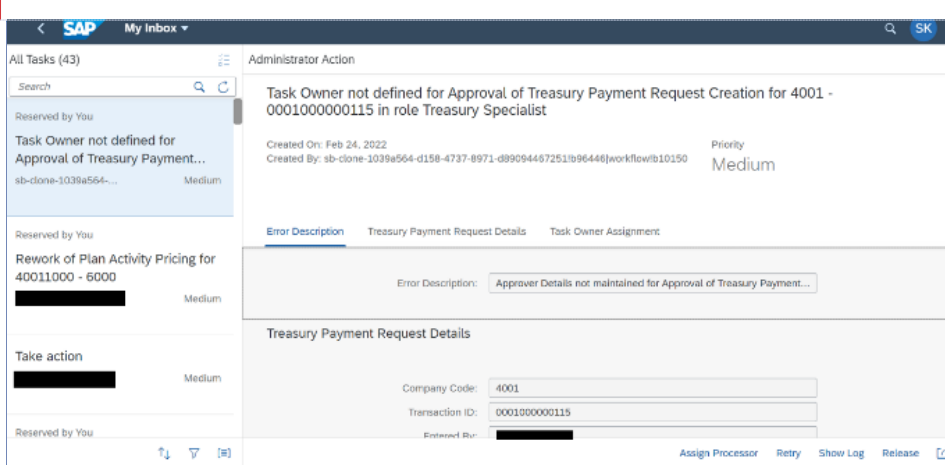 SAP My Inbox SK
All Tasks (43)
Search
Reserved by You
Task Owner not defined for
Approval of Treasury Payment...
sb-clone-1039a564-... Medium
Reserved by You
Rework of Plan Activity Pricing for
40011000 - 6000
Medium
Take action
Medium
Reserved by You
Administrator Action
Task Owner not defined for Approval of Treasury Payment Request Creation for 4001 -
0001000000115 in role Treasury Specialist
Created On: Feb 24, 2022
Created By: sb-clone-1039a564-d158-4737-8971-d89094467251!b96446|workflow!b10150
Priority
Medium
Error Description Treasury Payment Request Details Task Owner Assignment
Error Description: Approver Details not maintained for Approval of Treasury Payment...
Treasury Payment Request Details
Company Code: 4001
Transaction ID: 0001000000115
Entered By:
Assign Processor Retry Show Log Release